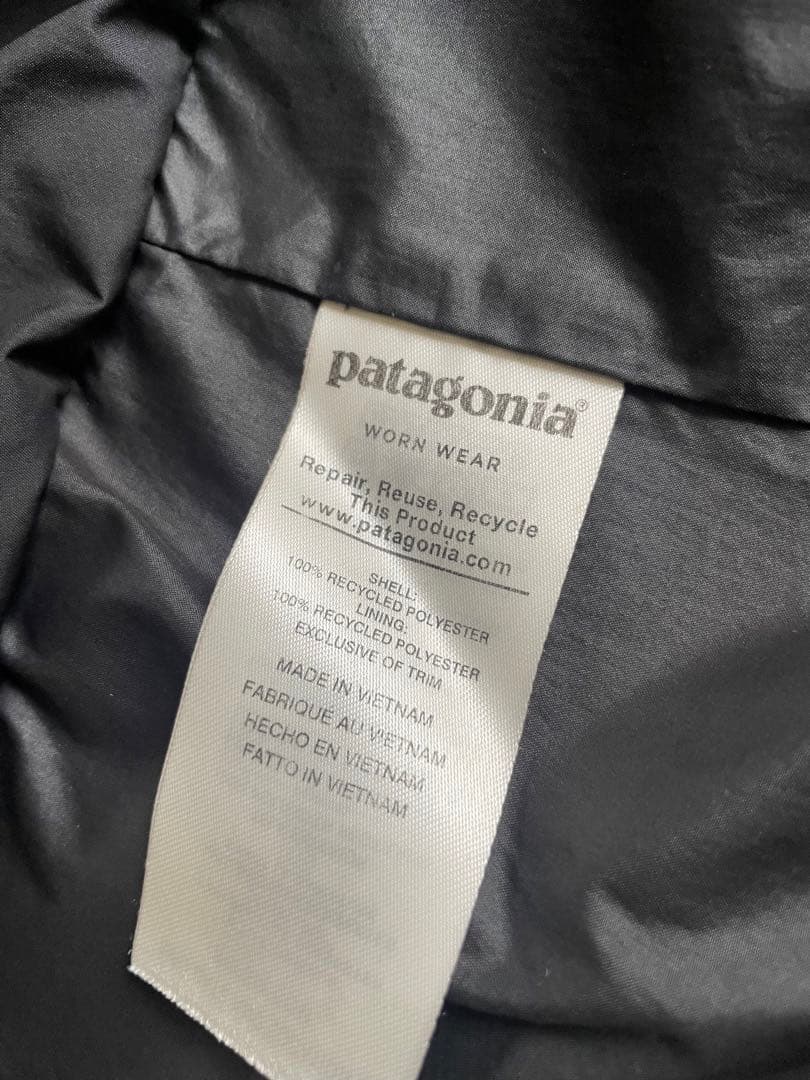 patagonia®
WORN WEAR
Repair, Reuse, Recycle
This Product
www.patagonia.com
SHELL:
100% RECYCLED POLYESTER
LINING:
100% RECYCLED POLYESTER
EXCLUSIVE OF TRIM
MADE IN VIETNAM
FABRIQUÉ AU VIETNAM
HECHO EN VIETNAM
FATTO IN VIETNAM